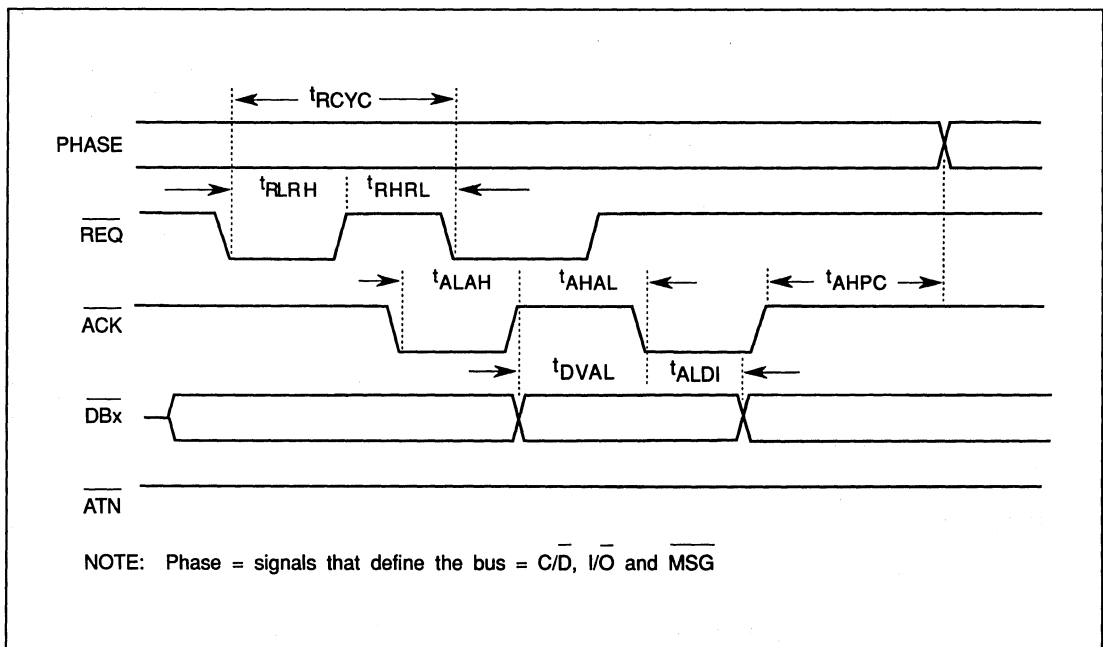 tRCYC
PHASE
tRLRH tRHRL
REQ
tALAH tAHAL tAHPC
ACK
tDVAL tALDI
DBx
ATN
NOTE: Phase = signals that define the bus = C/D̅, I/O̅ and M̅S̅G̅